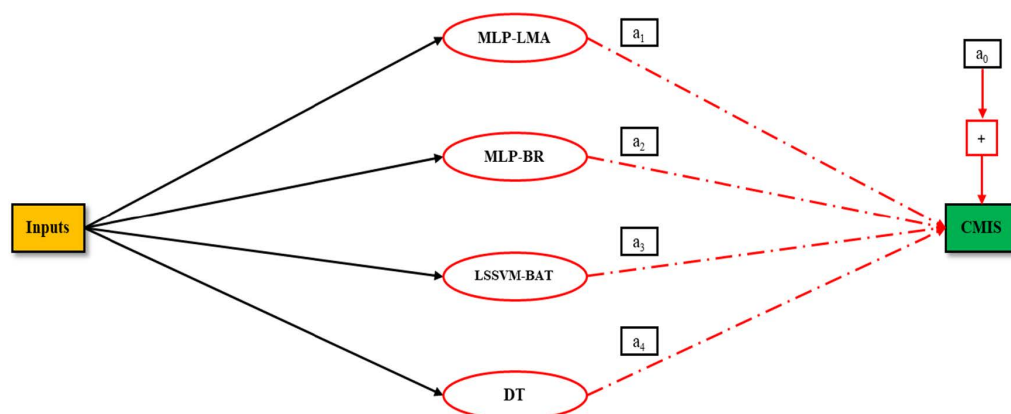 MLP-LMA
a₁
a₀
MLP-BR
a₂
+
Inputs
CMIS
a₃
LSSVM-BAT
a₄
DT